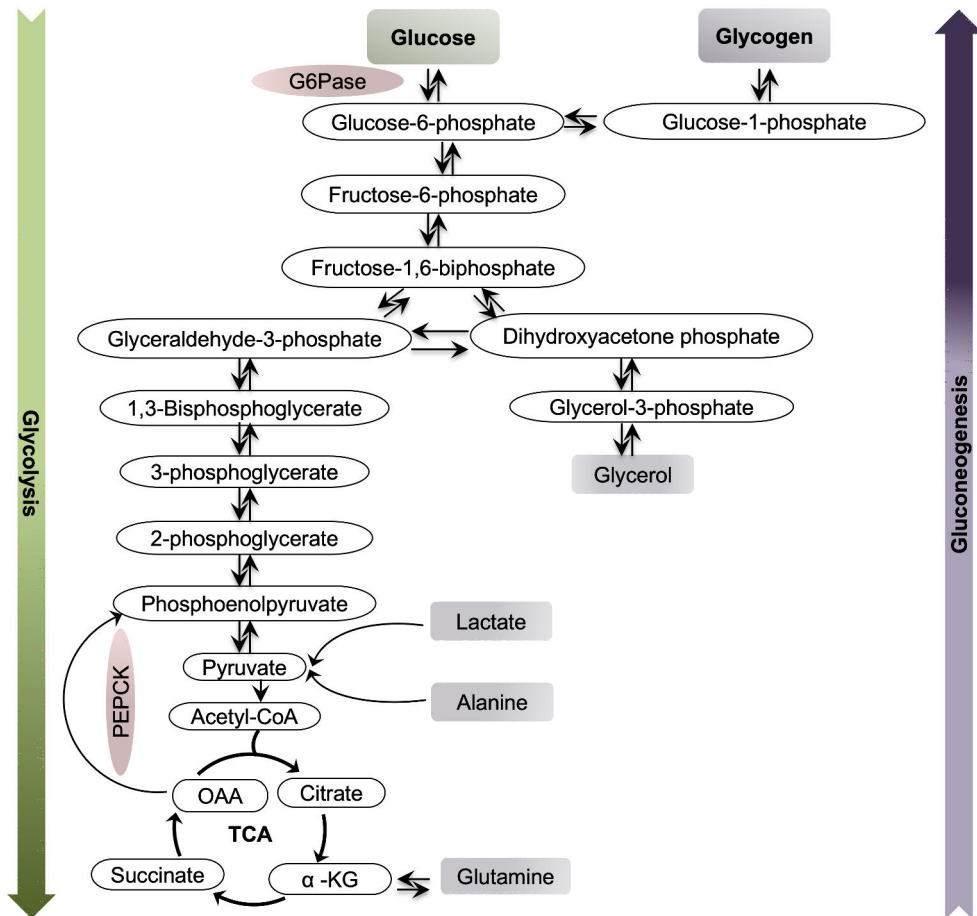 Glucose
Glycogen
G6Pase
Glucose-6-phosphate
Glucose-1-phosphate
Fructose-6-phosphate
Fructose-1,6-biphosphate
Glyceraldehyde-3-phosphate
Dihydroxyacetone phosphate
1,3-Bisphosphoglycerate
Glycerol-3-phosphate
3-phosphoglycerate
Glycerol
2-phosphoglycerate
Phosphoenolpyruvate
Lactate
Pyruvate
PEPCK
Alanine
Acetyl-CoA
OAA
Citrate
TCA
Succinate
α -KG
Glutamine
Glycolysis
Gluconeogenesis